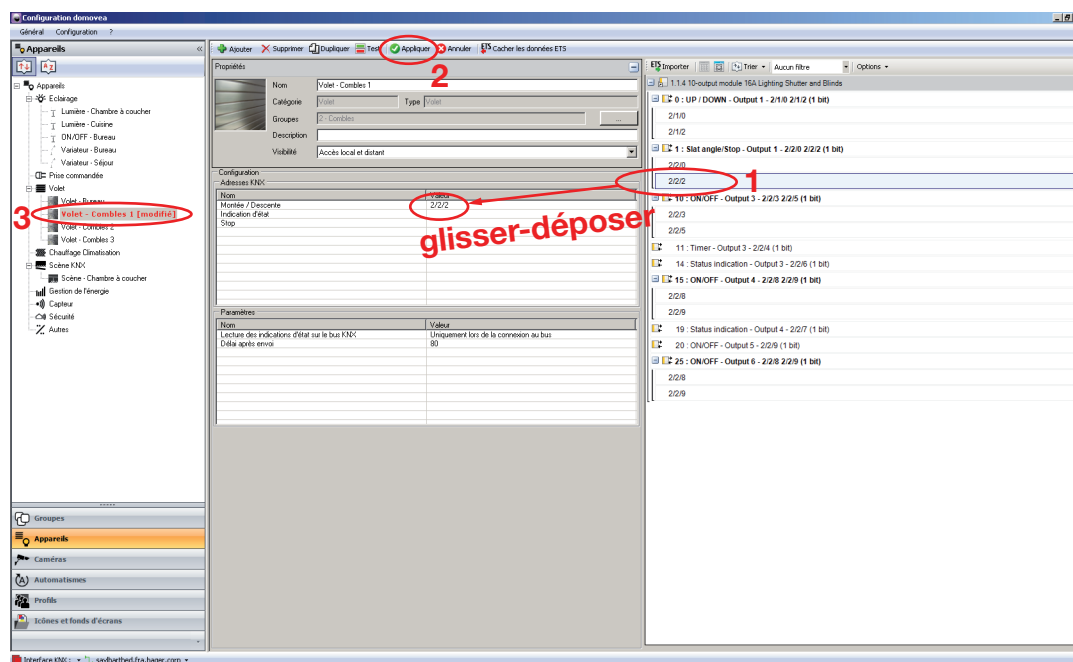 Configuration domovea
Général Configuration ?
Appareils «
Ajouter Supprimer Dupliquer Test Appliquer Annuler ETS Cacher les données ETS
2
Appareils
Eclairage
Lumière - Chambre à coucher
Lumière - Cuisine
ON/OFF - Bureau
Variateur - Bureau
Variateur - Séjour
Prise commandée
Volet
Volet - Bureau
3
Volet - Combles 1 [modifié]
Volet - Combles 2
Volet - Combles 3
Chauffage Climatisation
Scène KNX
Scène - Chambre à coucher
Gestion de l'énergie
Capteur
Sécurité
Autres
Groupes
Appareils
Caméras
Automatismes
Profils
Icônes et fonds d'écrans
Propriétés
Nom Volet - Combles 1
Catégorie Volet Type Volet
Groupes 2 - Combles ...
Description
Visibilité Accès local et distant
Configuration
Adresses KNX
Nom Valeur
Montée / Descente 2/2/2
Indication d'état
Stop
glisser-déposer
Paramètres
Nom Valeur
Lecture des indications d'état sur le bus KNX Uniquement lors de la connexion au bus
Délai après envoi 80
ETS Importer Trier Aucun filtre Options
1.1.4 10-output module 16A Lighting Shutter and Blinds
0 : UP / DOWN - Output 1 - 2/1/0 2/1/2 (1 bit)
2/1/0
2/1/2
1 : Slat angle/Stop - Output 1 - 2/2/0 2/2/2 (1 bit)
2/2/0
2/2/2
1
10 : ON/OFF - Output 3 - 2/2/3 2/2/5 (1 bit)
2/2/3
2/2/5
11 : Timer - Output 3 - 2/2/4 (1 bit)
14 : Status indication - Output 3 - 2/2/6 (1 bit)
15 : ON/OFF - Output 4 - 2/2/8 2/2/9 (1 bit)
2/2/8
2/2/9
19 : Status indication - Output 4 - 2/2/7 (1 bit)
20 : ON/OFF - Output 5 - 2/2/9 (1 bit)
25 : ON/OFF - Output 6 - 2/2/8 2/2/9 (1 bit)
2/2/8
2/2/9
Interface KNX :